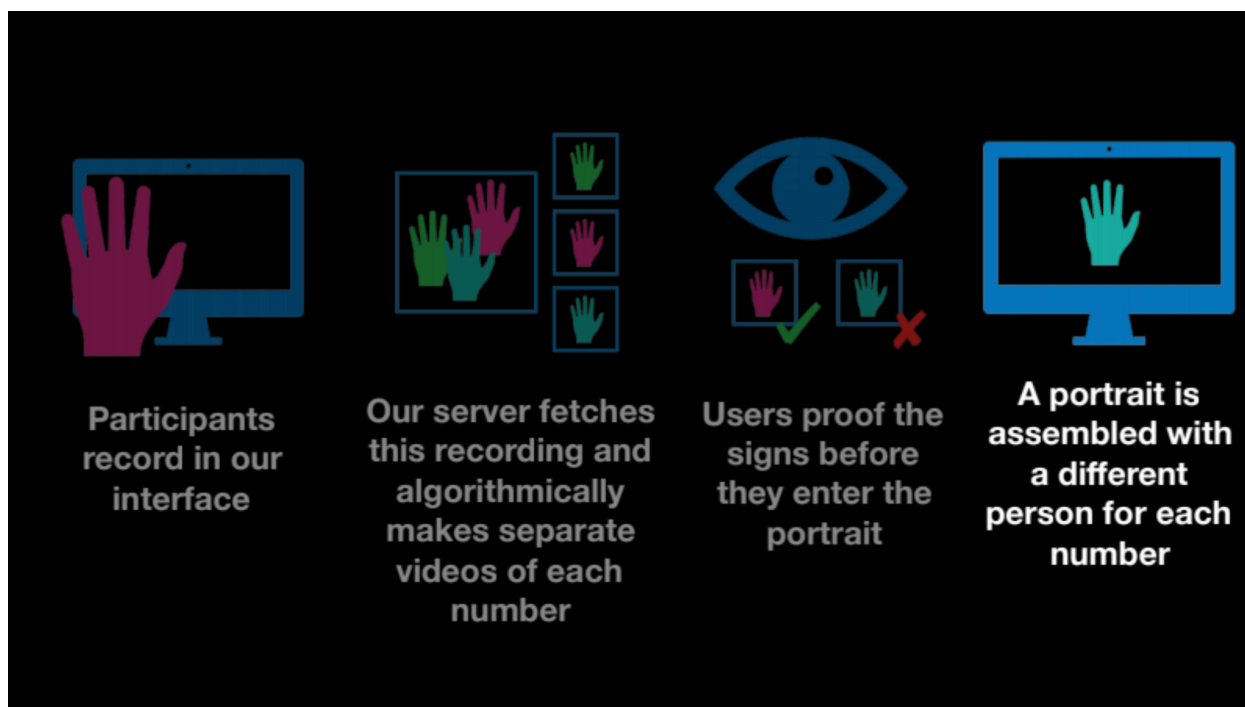 Participants
record in our
interface
Our server fetches
this recording and
algorithmically
makes separate
videos of each
number
Users proof the
signs before
they enter the
portrait
A portrait is
assembled with
a different
person for each
number